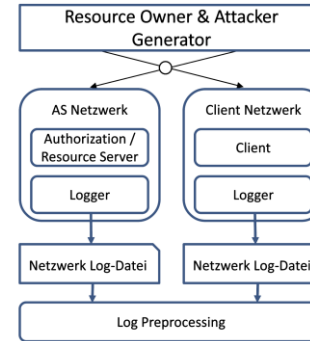 Resource Owner & Attacker
Generator
AS Netzwerk
Authorization /
Resource Server
Logger
Client Netzwerk
Client
Logger
Netzwerk Log-Datei
Netzwerk Log-Datei
Log Preprocessing